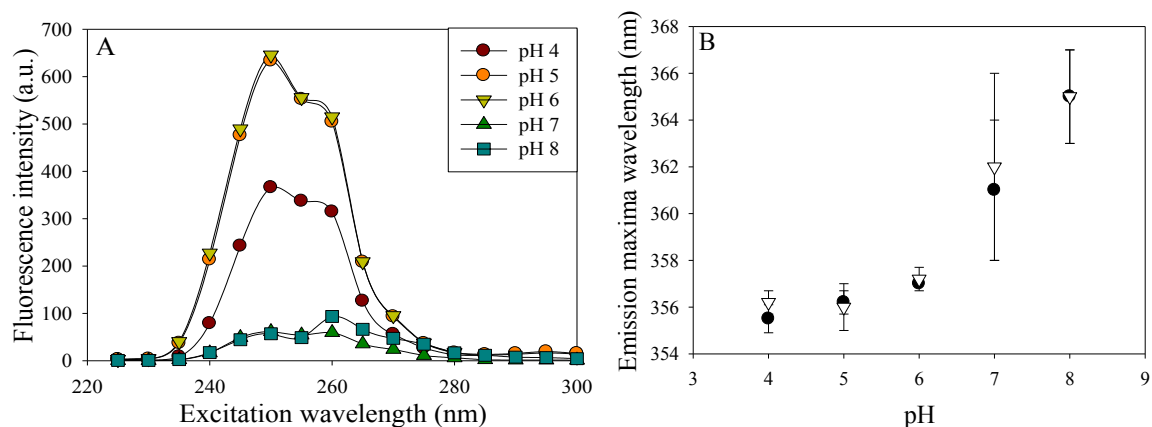 A
Fluorescence intensity (a.u.)
700
600
500
400
300
200
100
0
220
240
260
280
300
Excitation wavelength (nm)
pH 4
pH 5
pH 6
pH 7
pH 8
B
Emission maxima wavelength (nm)
368
366
364
362
360
358
356
354
3
4
5
6
7
8
9
pH